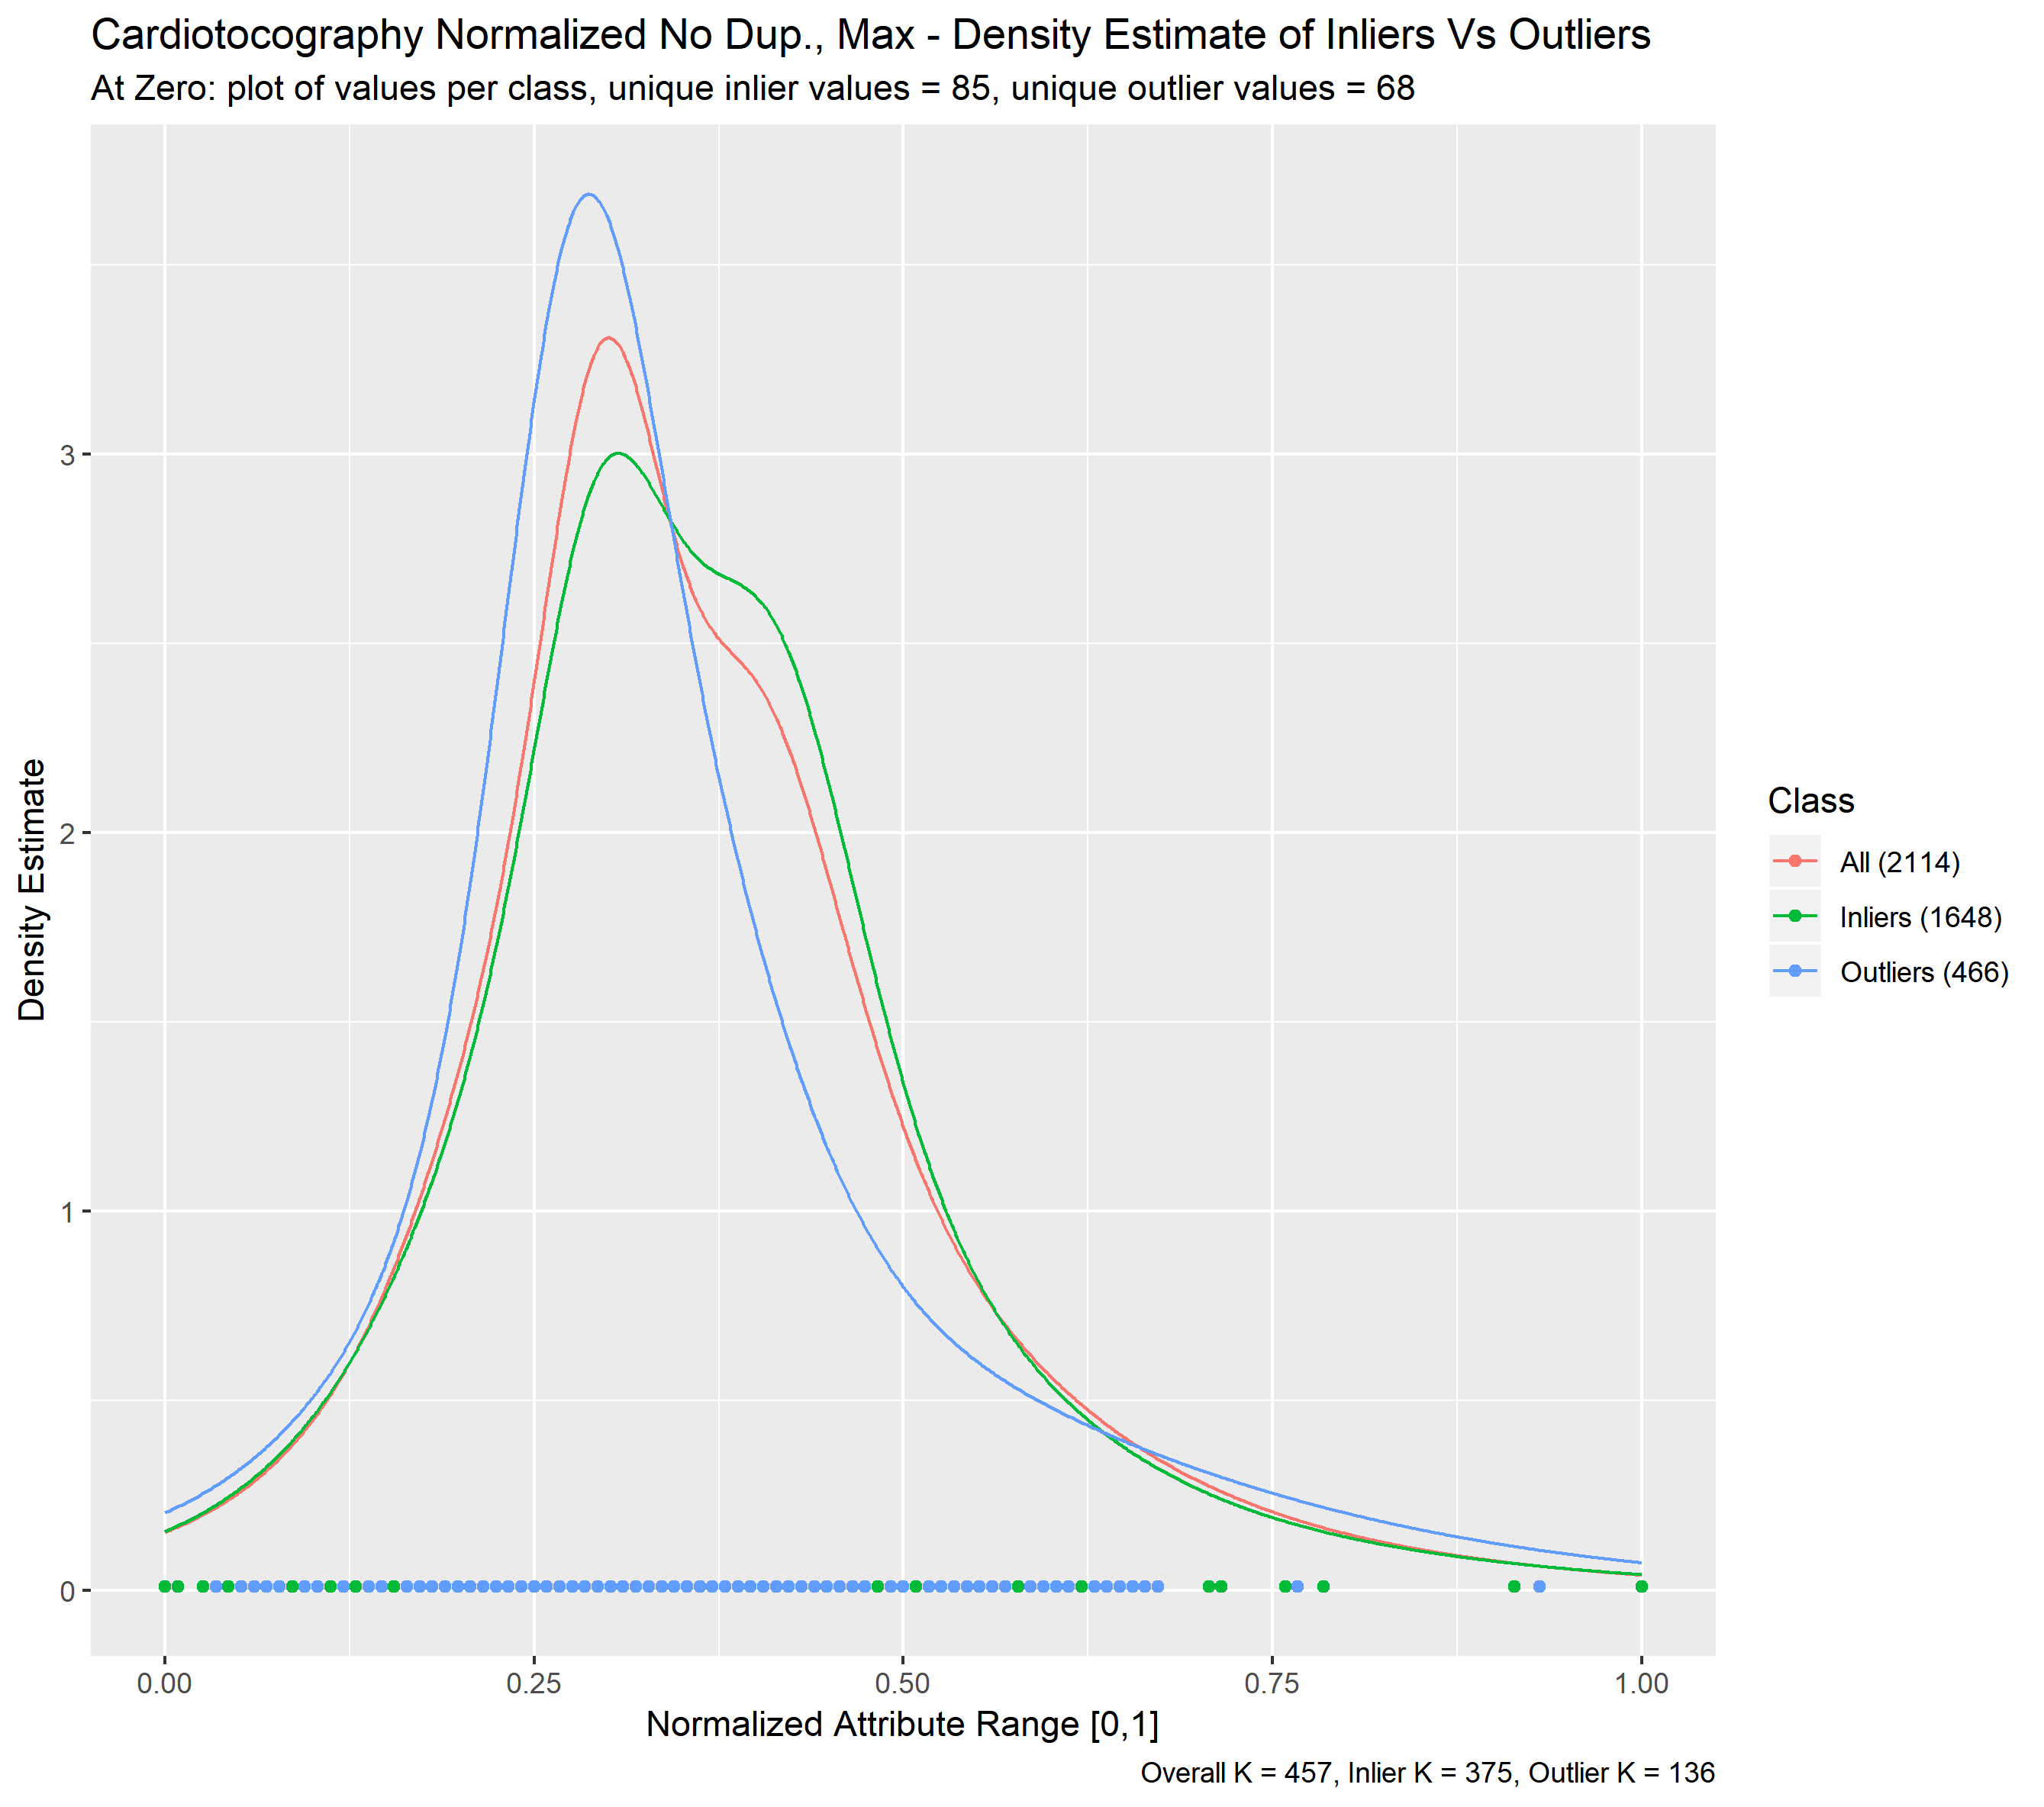 Cardiotocography Normalized No Dup., Max - Density Estimate of Inliers Vs Outliers
At Zero: plot of values per class, unique inlier values = 85, unique outlier values = 68
Density Estimate
3
2
1
0
0.00 0.25 0.50 0.75 1.00
Normalized Attribute Range [0,1]
Class
All (2114)
Inliers (1648)
Outliers (466)
Overall K = 457, Inlier K = 375, Outlier K = 136